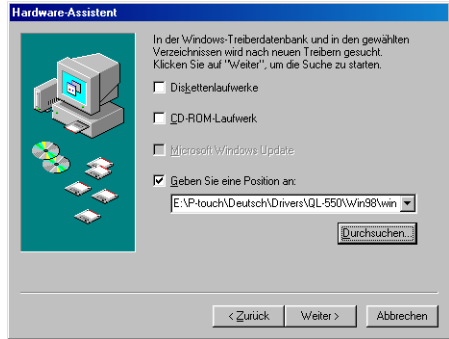 Hardware-Assistent
In der Windows-Treiberdatenbank und in den gewählten
Verzeichnissen wird nach neuen Treibern gesucht.
Klicken Sie auf "Weiter", um die Suche zu starten.
Diskettenlaufwerke
CD-ROM-Laufwerk
Microsoft Windows Update
Geben Sie eine Position an:
E:\P-touch\Deutsch\Drivers\QL-550\Win98\win
Durchsuchen...
< Zurück
Weiter >
Abbrechen